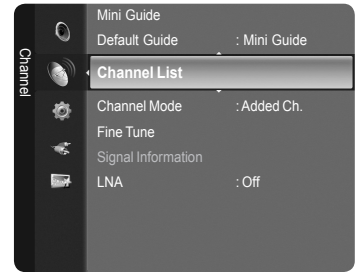 Channel
Mini Guide
Default Guide : Mini Guide
Channel List
Channel Mode : Added Ch.
Fine Tune
Signal Information
LNA : Off